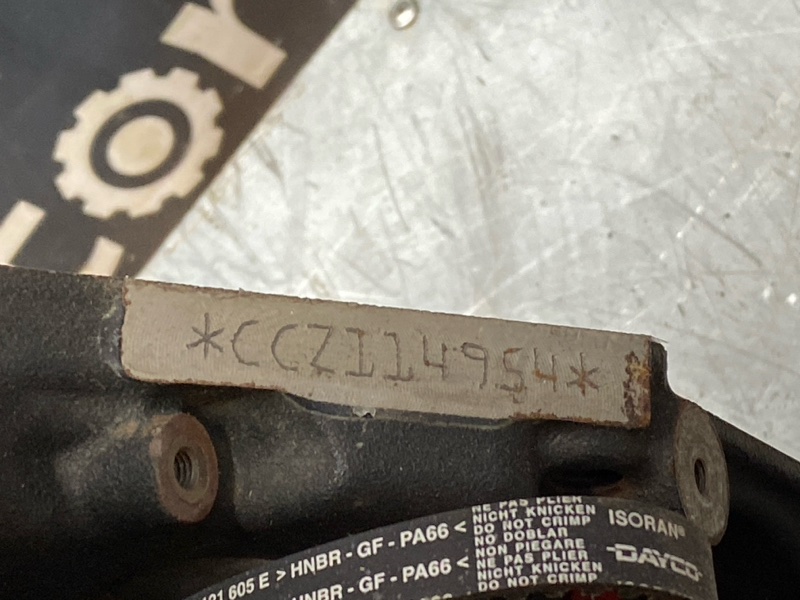 *CCZ114954*
605 E > HNBR - GF - PA66 <
HNBR - GF - PA66 <
NE PAS PLIER
NICHT KNICKEN
DO NOT CRIMP
NO DOBLAR
NON PIEGARE
NE PAS PLIER
NICHT KNICKEN
DO NOT CRIMP
ISORAN®
DAYCO